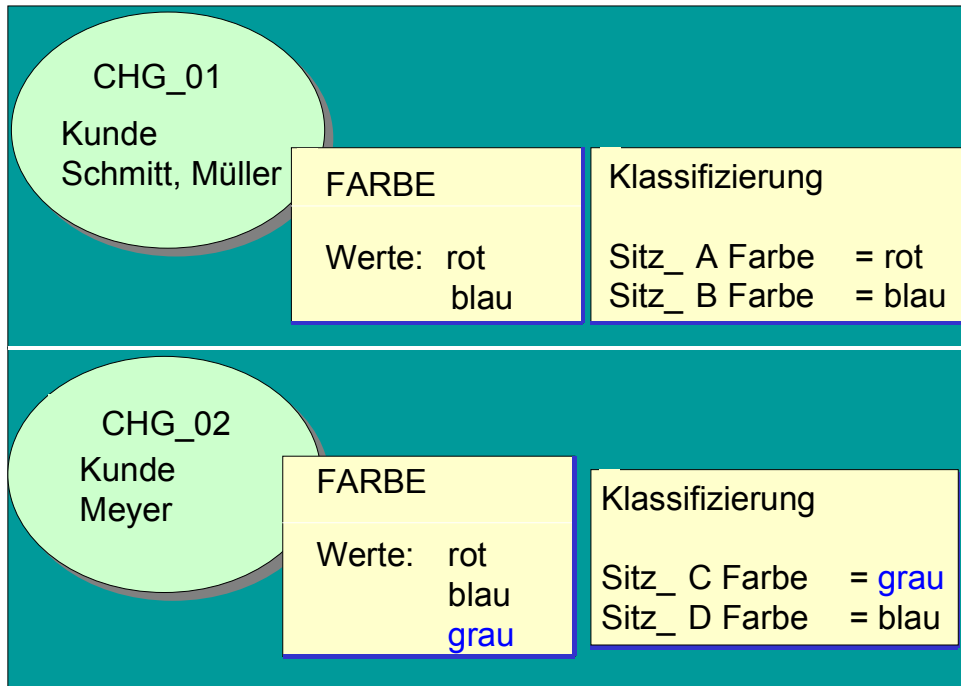 CHG_01
Kunde
Schmitt, Müller
FARBE
Werte: rot
blau
Klassifizierung
Sitz_ A Farbe = rot
Sitz_ B Farbe = blau
CHG_02
Kunde
Meyer
FARBE
Werte: rot
blau
grau
Klassifizierung
Sitz_ C Farbe = grau
Sitz_ D Farbe = blau